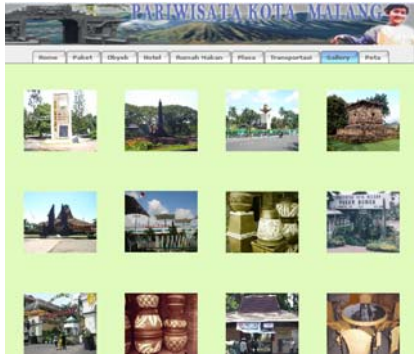 PARIWISATA KOTA MALANG
Home Paket Obyek Hotel Rumah Makan Plaza Transportasi Gallery Peta